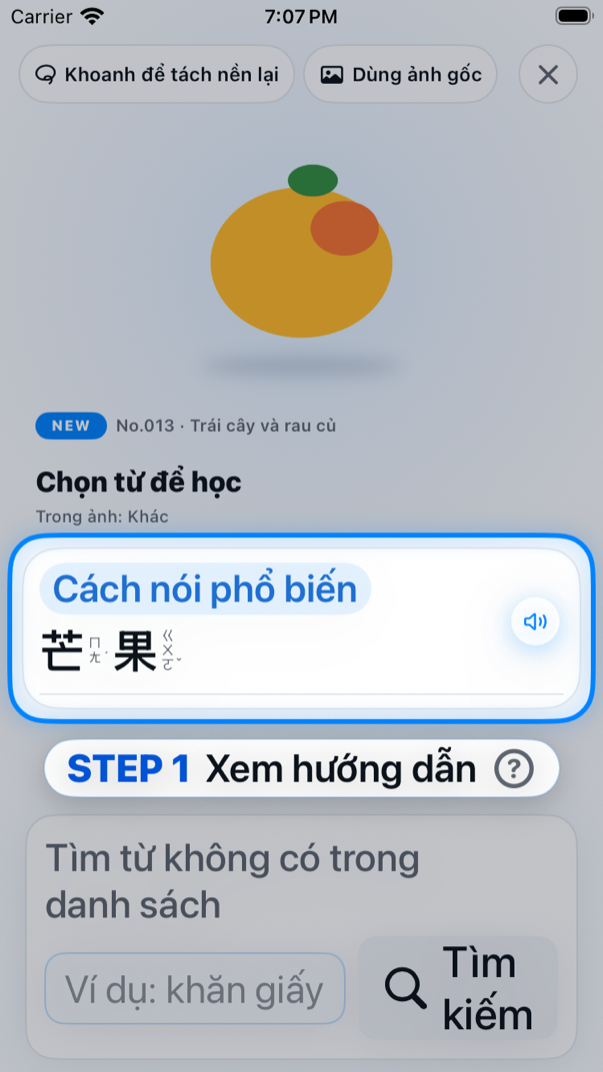 Carrier 7:07 PM
Khoanh để tách nền lại Dùng ảnh gốc
NEW No.013 · Trái cây và rau củ
Chọn từ để học
Trong ảnh: Khác
Cách nói phổ biến
芒ㄇㄤˊ果ㄍㄨㄛˇ
STEP 1 Xem hướng dẫn ?
Tìm từ không có trong
danh sách
Ví dụ: khăn giấy
Tìm
kiếm